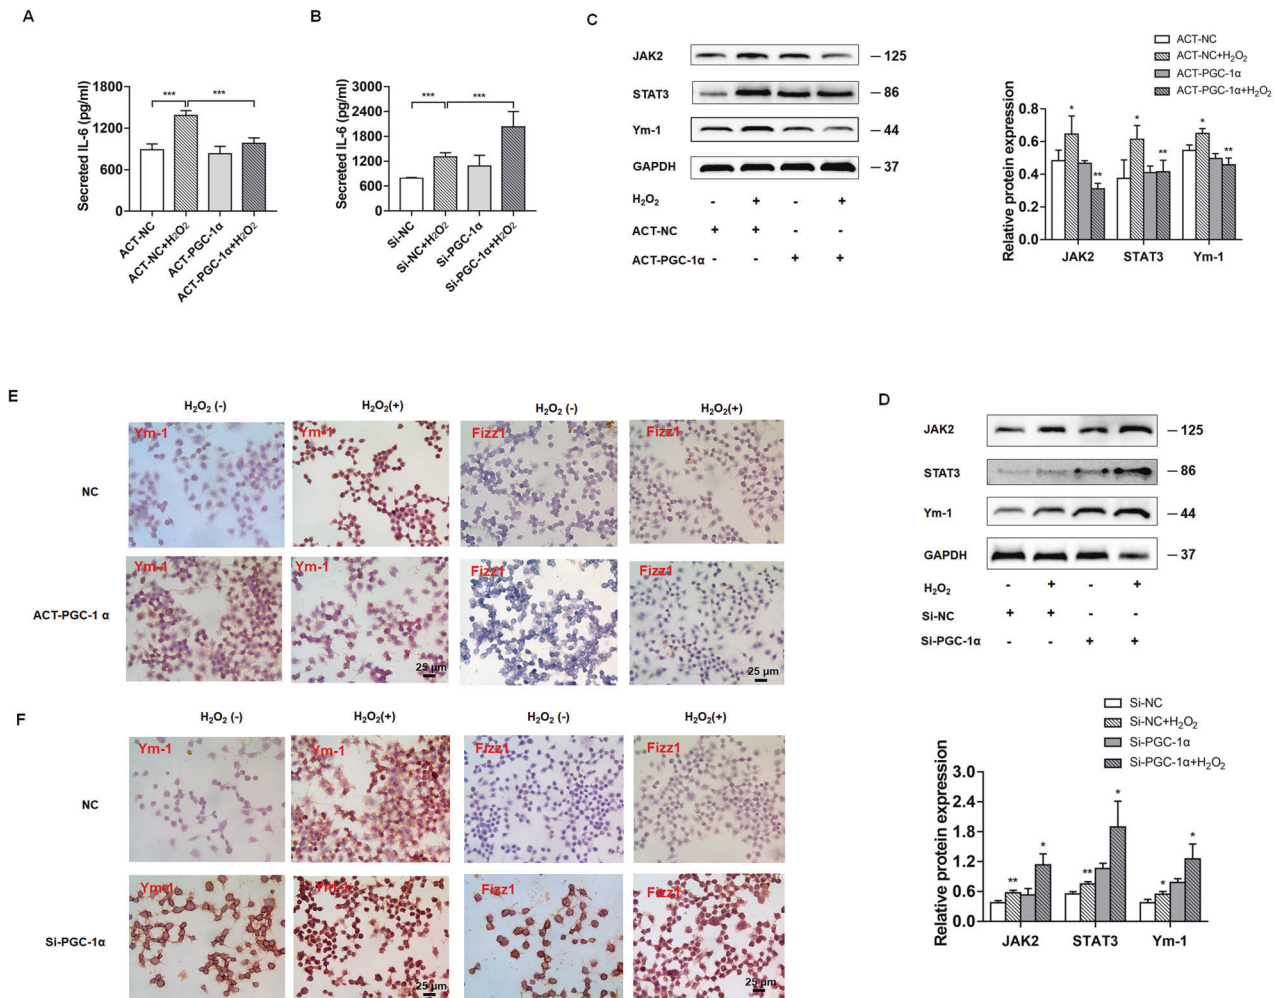 A
Secreted IL-6 (pg/ml)
1800
1200
600
0
***
***
ACT-NC
ACT-NC+H₂O₂
ACT-PGC-1α
ACT-PGC-1α+H₂O₂
B
Secreted IL-6 (pg/ml)
3000
2400
1800
1200
600
0
***
***
Si-NC
Si-NC+H₂O₂
Si-PGC-1α
Si-PGC-1α+H₂O₂
C
JAK2 — 125
STAT3 — 86
Ym-1 — 44
GAPDH — 37
H₂O₂ - + - +
ACT-NC + + - -
ACT-PGC-1α - - + +
ACT-NC
ACT-NC+H₂O₂
ACT-PGC-1α
ACT-PGC-1α+H₂O₂
Relative protein expression
0.8
0.6
0.4
0.2
0.0
* ** * ** * **
JAK2 STAT3 Ym-1
E
H₂O₂ (-) H₂O₂(+) H₂O₂ (-) H₂O₂(+)
NC
Ym-1 Ym-1 Fizz1 Fizz1
ACT-PGC-1 α
Ym-1 Ym-1 Fizz1 Fizz1
25 μm 25 μm
D
JAK2 — 125
STAT3 — 86
Ym-1 — 44
GAPDH — 37
H₂O₂ - + - +
Si-NC + + - -
Si-PGC-1α - - + +
Si-NC
Si-NC+H₂O₂
Si-PGC-1α
Si-PGC-1α+H₂O₂
Relative protein expression
3.0
2.4
1.8
1.2
0.6
0.0
** * ** * * *
JAK2 STAT3 Ym-1
F
H₂O₂ (-) H₂O₂(+) H₂O₂ (-) H₂O₂(+)
NC
Ym-1 Ym-1 Fizz1 Fizz1
Si-PGC-1α
Ym-1 Ym-1 Fizz1 Fizz1
25 μm 25 μm